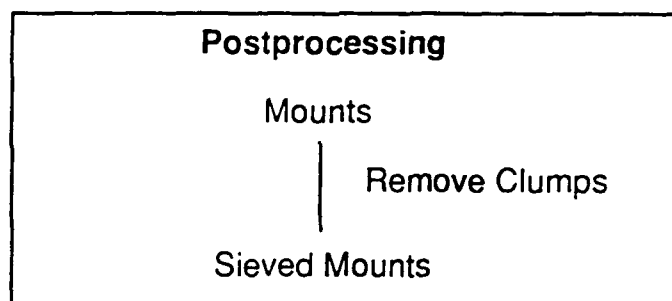 Postprocessing
Mounts
Remove Clumps
Sieved Mounts